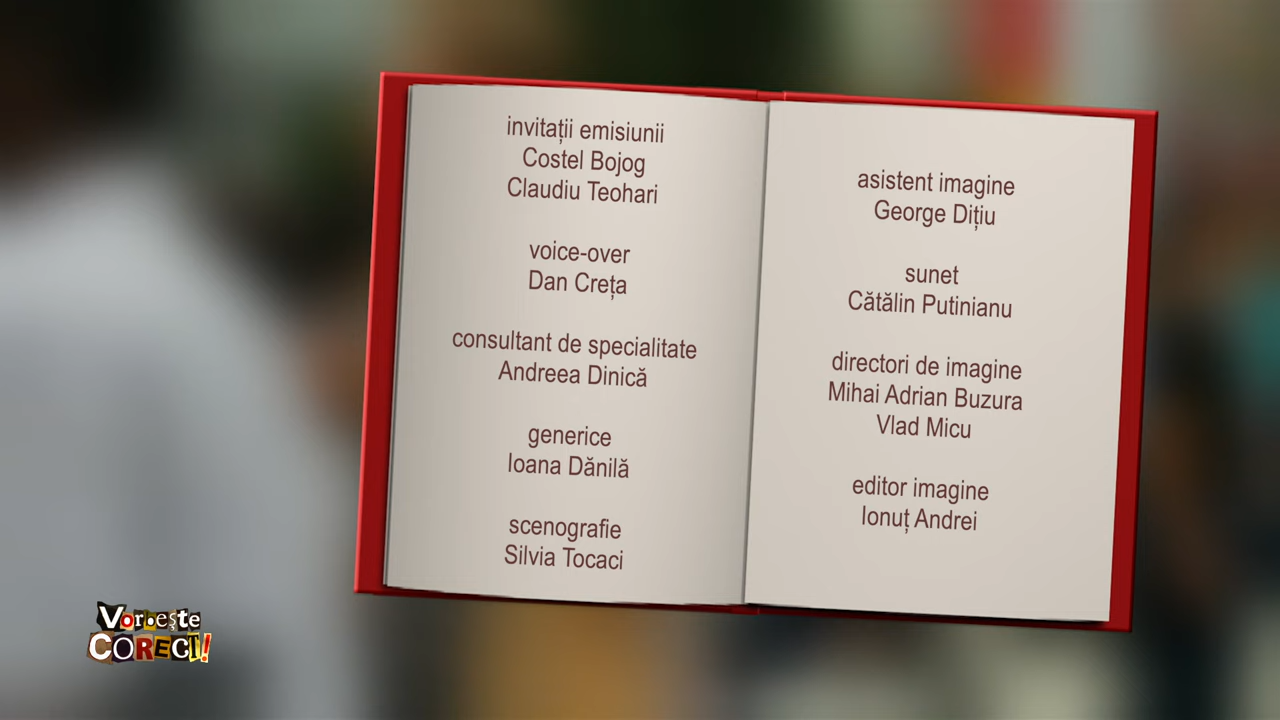 invitații emisiunii
Costel Bojog
Claudiu Teohari
voice-over
Dan Creța
consultant de specialitate
Andreea Dinică
generice
Ioana Dănilă
scenografie
Silvia Tocaci
asistent imagine
George Dițiu
sunet
Cătălin Putinianu
directori de imagine
Mihai Adrian Buzura
Vlad Micu
editor imagine
Ionuț Andrei
Vorbește
CORECT!